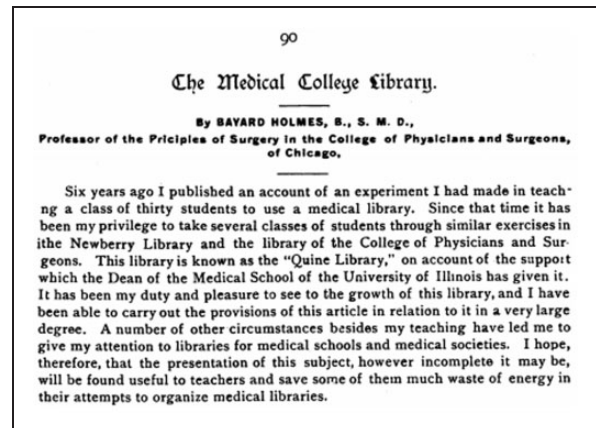 90
The Medical College Library.
By BAYARD HOLMES, B., S. M. D.,
Professor of the Priciples of Surgery in the College of Physicians and Surgeons,
of Chicago,
Six years ago I published an account of an experiment I had made in teach-
ng a class of thirty students to use a medical library. Since that time it has
been my privilege to take several classes of students through similar exercises in
ithe Newberry Library and the library of the College of Physicians and Sur-
geons. This library is known as the "Quine Library," on account of the support
which the Dean of the Medical School of the University of Illinois has given it.
It has been my duty and pleasure to see to the growth of this library, and I have
been able to carry out the provisions of this article in relation to it in a very large
degree. A number of other circumstances besides my teaching have led me to
give my attention to libraries for medical schools and medical societies. I hope,
therefore, that the presentation of this subject, however incomplete it may be,
will be found useful to teachers and save some of them much waste of energy in
their attempts to organize medical libraries.